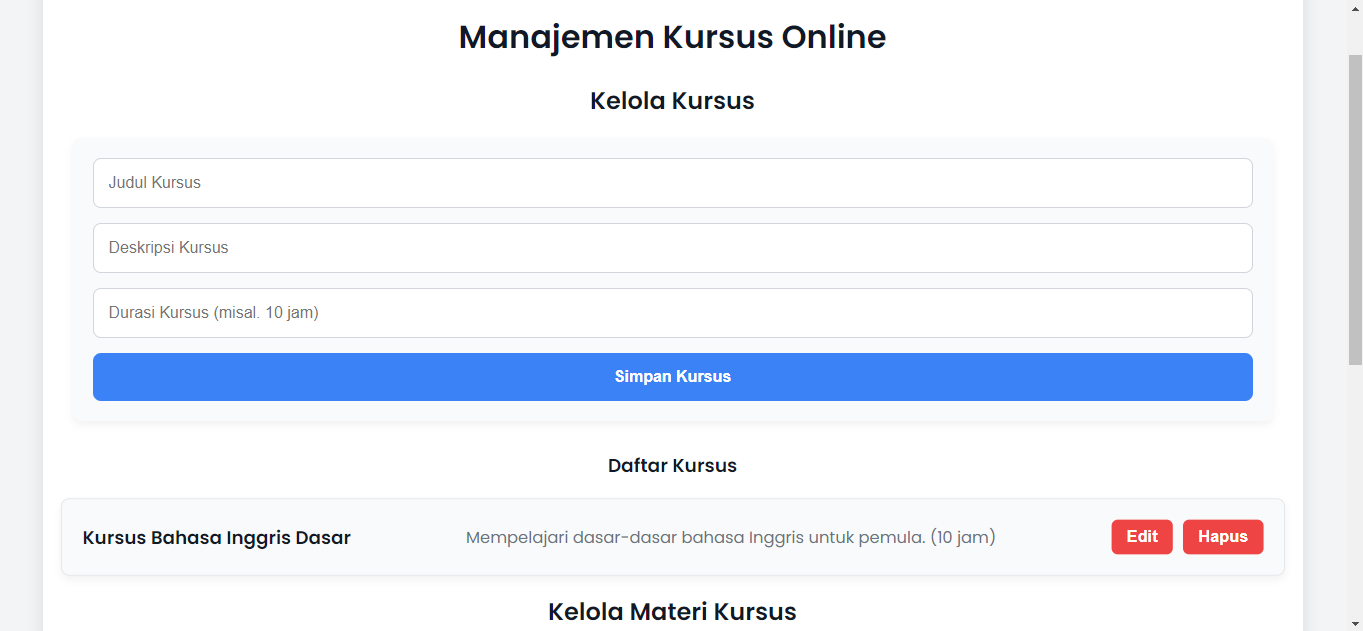 Manajemen Kursus Online
Kelola Kursus
Judul Kursus
Deskripsi Kursus
Durasi Kursus (misal. 10 jam)
Simpan Kursus
Daftar Kursus
Kursus Bahasa Inggris Dasar
Mempelajari dasar-dasar bahasa Inggris untuk pemula. (10 jam)
Edit
Hapus
Kelola Materi Kursus